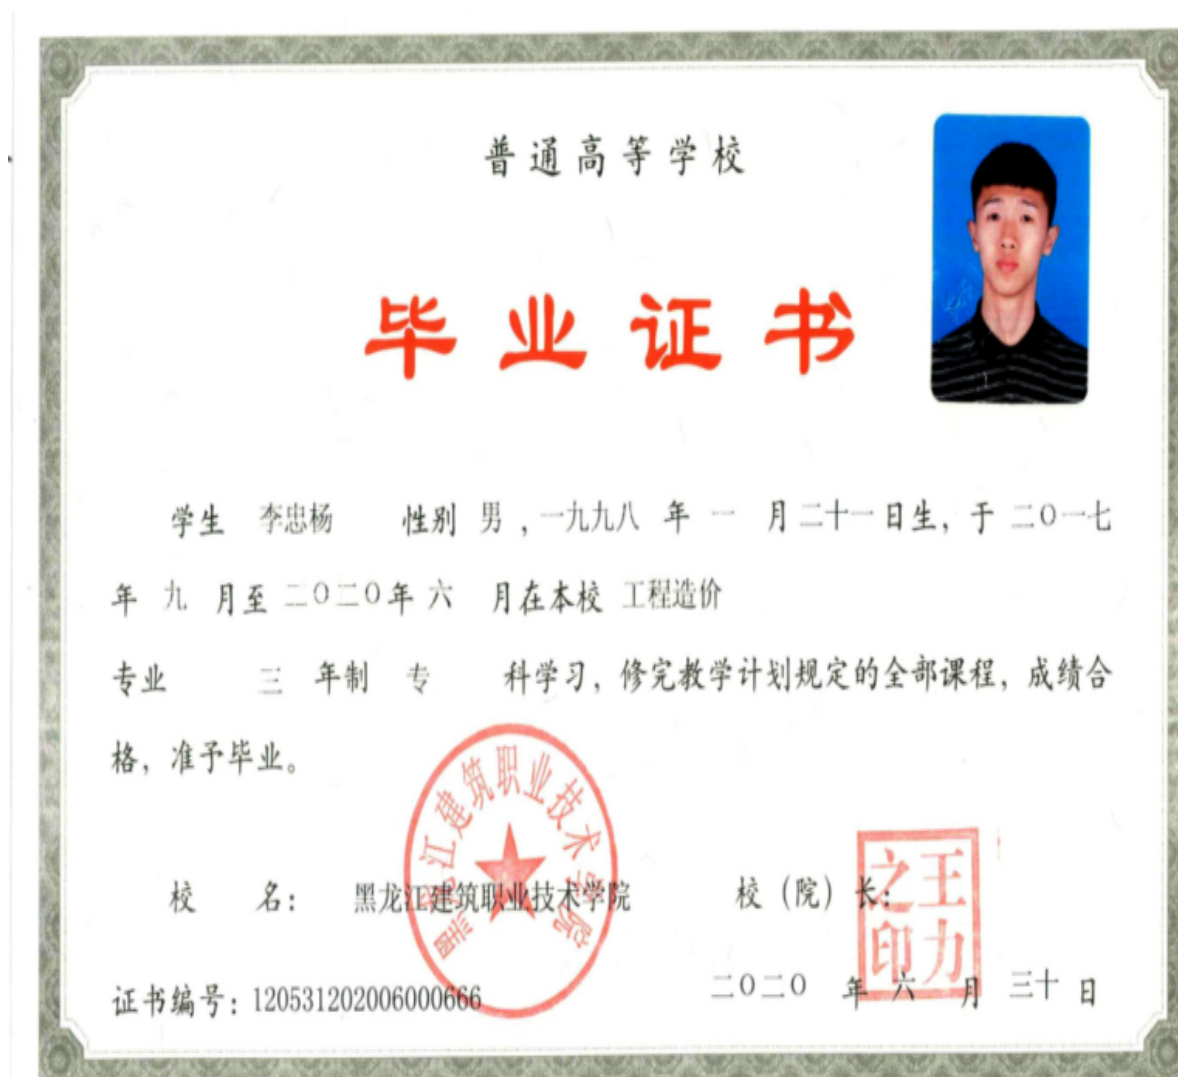 普通高等学校
毕业证书
学生 李忠杨 性别 男 ,一九九八 年 一 月二十一日生, 于 二〇一七
年 九 月至 二〇二〇年 六 月在本校 工程造价
专业 三 年制 专 科学习, 修完教学计划规定的全部课程, 成绩合
格, 准予毕业。
黑龙江建筑职业技术学院
校 名: 黑龙江建筑职业技术学院 校(院)长:
王力之印
证书编号: 120531202006000666 二〇二〇 年 六 月 三十 日